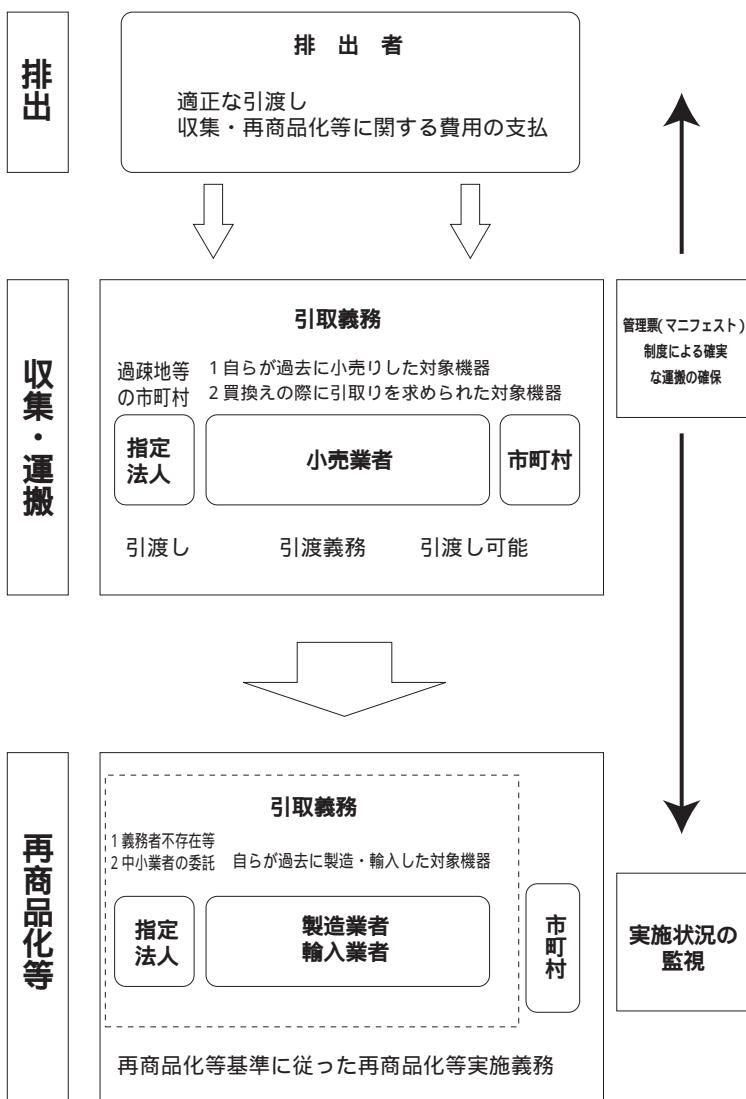 排出
排 出 者
適正な引渡し
収集・再商品化等に関する費用の支払
収集・運搬
引取義務
過疎地等
の市町村
1 自らが過去に小売りした対象機器
2 買換えの際に引取りを求められた対象機器
指定
法人
小売業者
市町村
引渡し
引渡義務
引渡し可能
管理票(マニフェスト)
制度による確実
な運搬の確保
再商品化等
引取義務
1 義務者不存在等
2 中小業者の委託
自らが過去に製造・輸入した対象機器
指定
法人
製造業者
輸入業者
市町村
実施状況の
監視
再商品化等基準に従った再商品化等実施義務